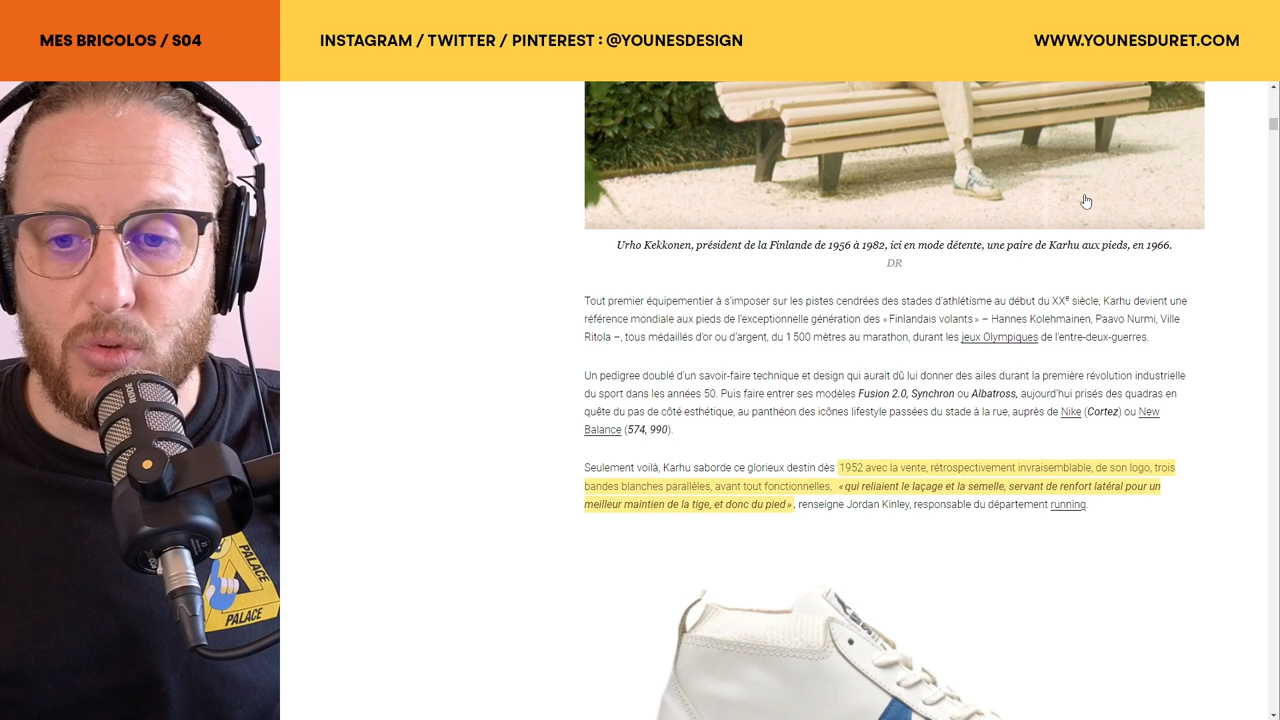 MES BRICOLOS / S04
INSTAGRAM / TWITTER / PINTEREST : @YOUNESDESIGN
WWW.YOUNESDURET.COM
Urho Kekkonen, président de la Finlande de 1956 à 1982, ici en mode détente, une paire de Karhu aux pieds, en 1966.
DR
Tout premier équipementier à s’imposer sur les pistes cendrées des stades d’athlétisme au début du XXe siècle, Karhu devient une
référence mondiale aux pieds de l’exceptionnelle génération des « Finlandais volants » – Hannes Kolehmainen, Paavo Nurmi, Ville
Ritola –, tous médaillés d’or ou d’argent, du 1 500 mètres au marathon, durant les jeux Olympiques de l’entre-deux-guerres.
Un pedigree doublé d’un savoir-faire technique et design qui aurait dû lui donner des ailes durant la première révolution industrielle
du sport dans les années 50. Puis faire entrer ses modèles Fusion 2.0, Synchron ou Albatross, aujourd’hui prisés des quadras en
quête du pas de côté esthétique, au panthéon des icônes lifestyle passées du stade à la rue, auprès de Nike (Cortez) ou New
Balance (574, 990).
Seulement voilà, Karhu saborde ce glorieux destin dès 1952 avec la vente, rétrospectivement invraisemblable, de son logo, trois
bandes blanches parallèles, avant tout fonctionnelles, « qui reliaient le laçage et la semelle, servant de renfort latéral pour un
meilleur maintien de la tige, et donc du pied », renseigne Jordan Kinley, responsable du département running.
PALACE
PALACE